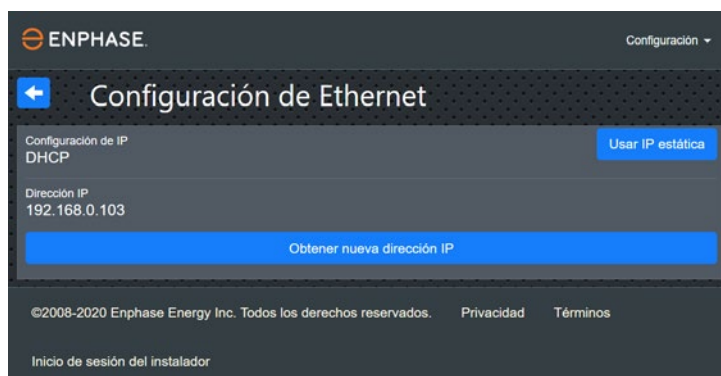 ENPHASE.
Configuración
Configuración de Ethernet
Configuración de IP
DHCP
Usar IP estática
Dirección IP
192.168.0.103
Obtener nueva dirección IP
©2008-2020 Enphase Energy Inc. Todos los derechos reservados. Privacidad Términos
Inicio de sesión del instalador